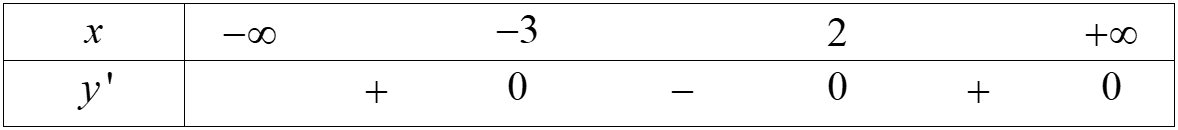 x −∞ −3 2 +∞
y' + 0 − 0 + 0